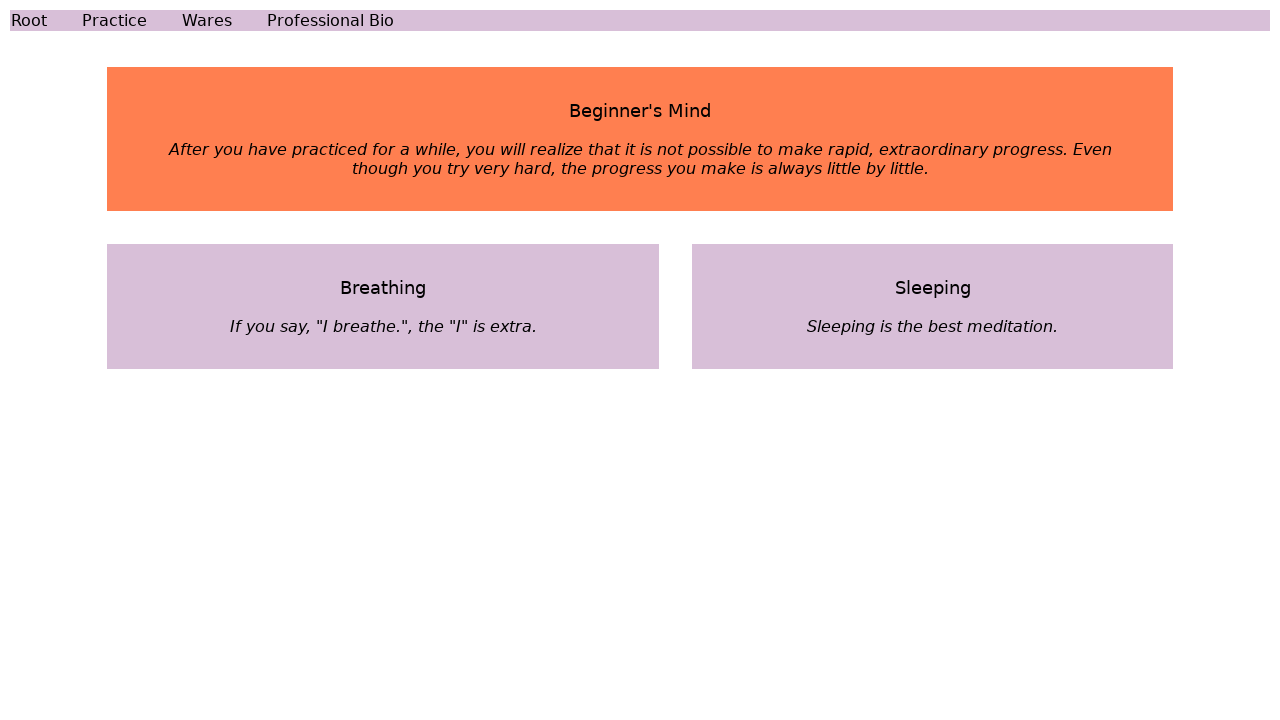 Root Practice Wares Professional Bio
Beginner's Mind
After you have practiced for a while, you will realize that it is not possible to make rapid, extraordinary progress. Even
though you try very hard, the progress you make is always little by little.
Breathing
If you say, "I breathe.", the "I" is extra.
Sleeping
Sleeping is the best meditation.